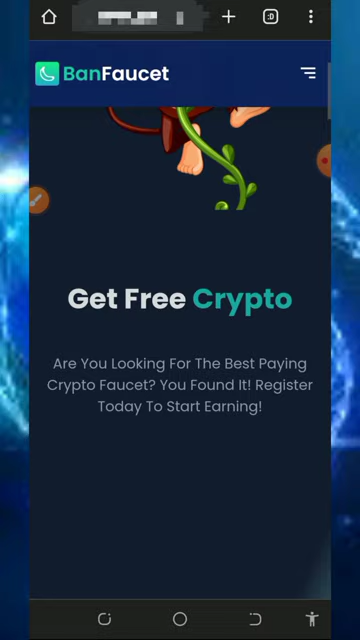 :D
BanFaucet
Get Free Crypto
Are You Looking For The Best Paying
Crypto Faucet? You Found It! Register
Today To Start Earning!